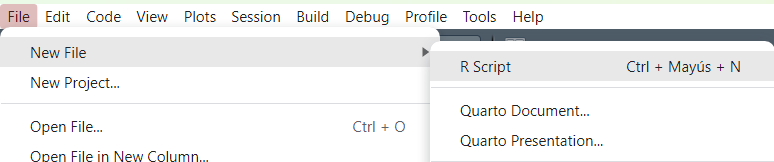 File Edit Code View Plots Session Build Debug Profile Tools Help
New File
New Project...
Open File... Ctrl + O
Open File in New Column...
R Script Ctrl + Mayús + N
Quarto Document...
Quarto Presentation...